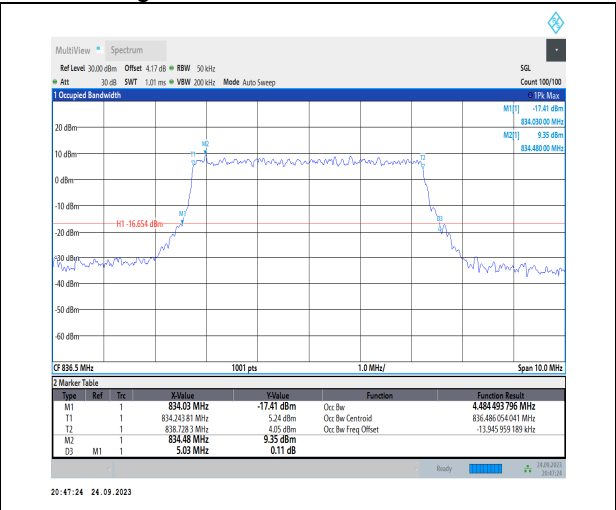 MultiView Spectrum
Ref Level 30.00 dBm Offset 4.17 dB RBW 50 kHz SGL
Att 30 dB SWT 1.01 ms VBW 200 kHz Mode Auto Sweep Count 100/100
1 Occupied Bandwidth 1Pk Max
M1[1] -17.41 dBm
834.030 00 MHz
M2[1] 9.35 dBm
834.480 00 MHz
20 dBm
M2
10 dBm
T1
T2
0 dBm
-10 dBm
M1
D3
H1 -16.654 dBm
-20 dBm
-30 dBm
-40 dBm
-50 dBm
-60 dBm
CF 836.5 MHz 1001 pts 1.0 MHz/ Span 10.0 MHz
2 Marker Table
Type Ref Trc X-Value Y-Value Function Function Result
M1 1 834.03 MHz -17.41 dBm Occ Bw 4.484 493 796 MHz
T1 1 834.243 81 MHz 5.24 dBm Occ Bw Centroid 836.486 054 041 MHz
T2 1 838.728 3 MHz 4.05 dBm Occ Bw Freq Offset -13.945 959 189 kHz
M2 1 834.48 MHz 9.35 dBm
D3 M1 1 5.03 MHz 0.11 dB
Ready 24.09.2023
20:47:24
20:47:24 24.09.2023